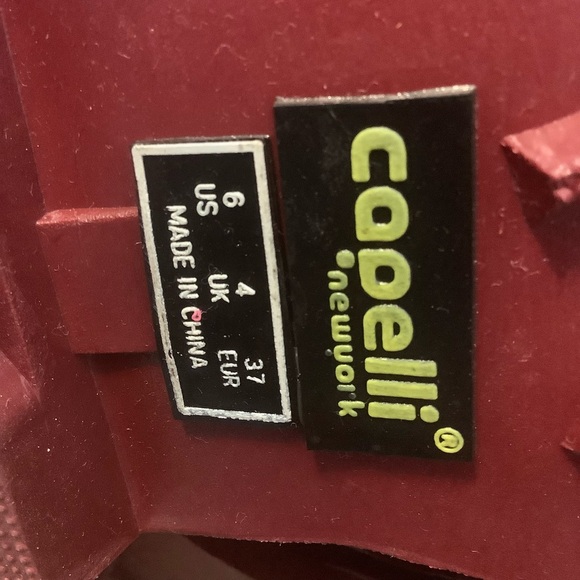 capelli®
newyork
6 4 37
US UK EUR
MADE IN CHINA